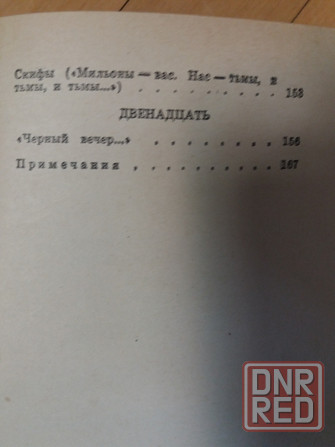 Скифы («Мильоны — вас. Нас — тьмы, и
тьмы, и тьмы...») . . . . . . . . . 153
ДВЕНАДЦАТЬ
«Черный вечер...» . . . . . . . . . 156
Примечания . . . . . . . . . . 167
DNR
RED